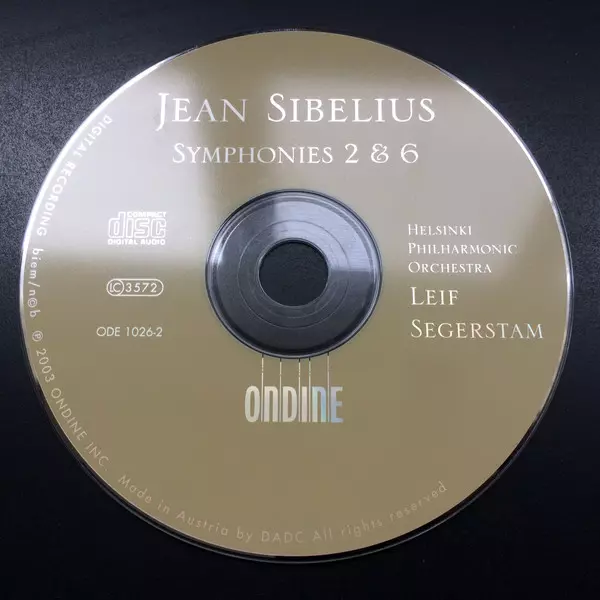 JEAN SIBELIUS
SYMPHONIES 2 & 6
COMPACT
disc
DIGITAL AUDIO
HELSINKI
PHILHARMONIC
ORCHESTRA
LEIF
SEGERSTAM
LC 3572
ODE 1026-2
ONDINE
DIGITAL RECORDING biem/n©b ℗ 2003 ONDINE INC. Made in Austria by DADC All rights reserved